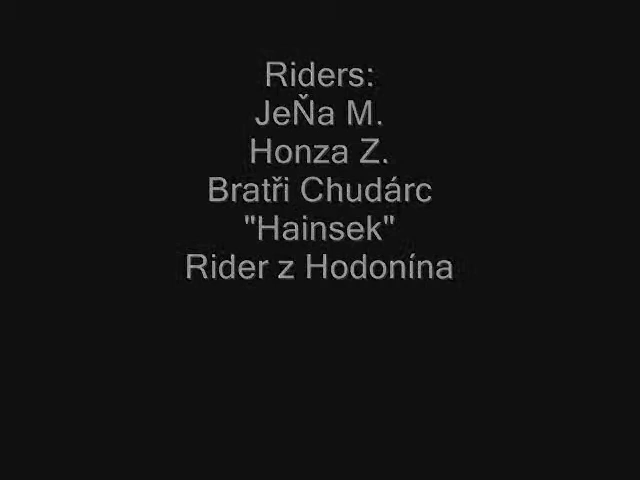 Riders:
JeŇa M.
Honza Z.
Bratři Chudárc
"Hainsek"
Rider z Hodonína